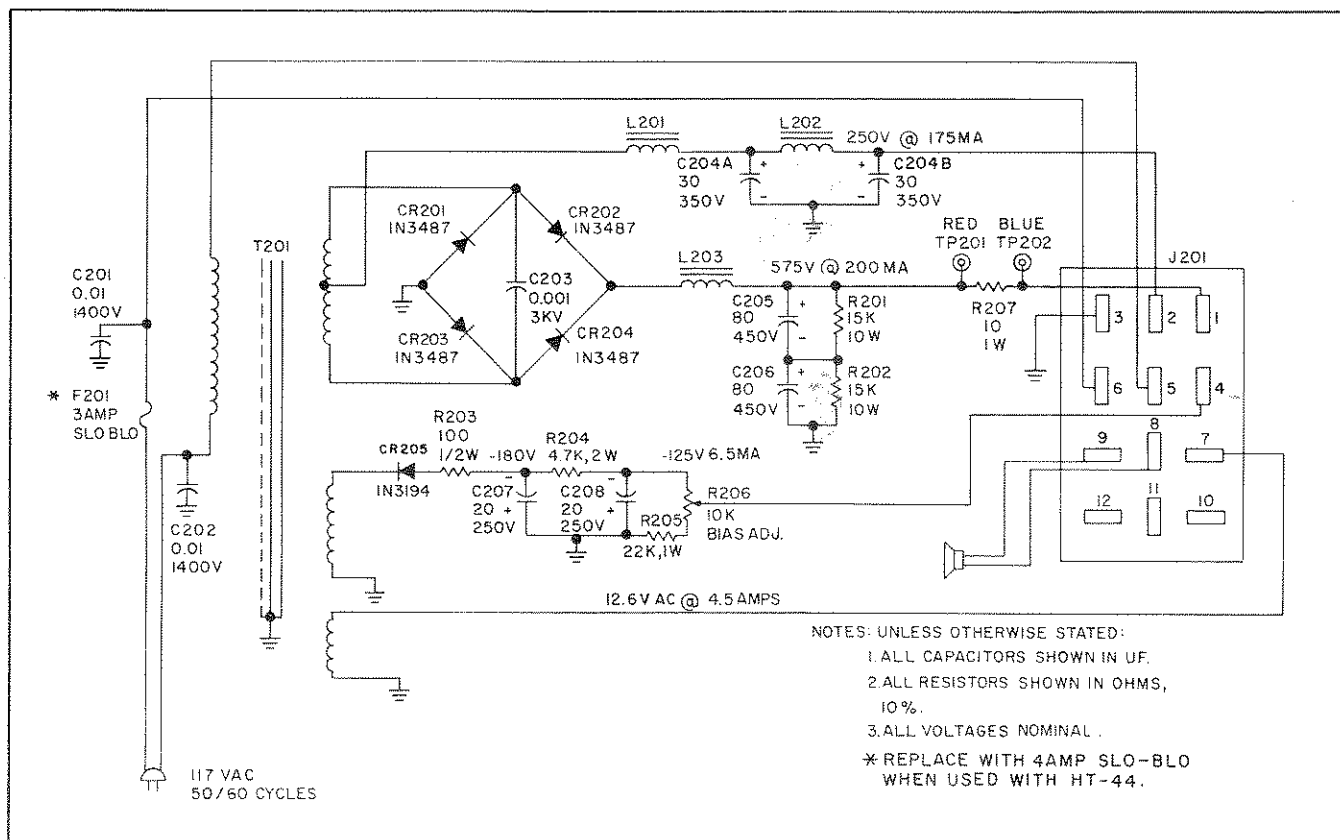 L201
L202
250V @ 175MA
C204A
30
350V
+
-
+
-
C204B
30
350V
CR201
1N3487
CR202
1N3487
T201
C201
0.01
1400V
C203
0.001
3KV
CR203
1N3487
CR204
1N3487
L203
575V @ 200 MA
RED
TP201
BLUE
TP202
J201
C205
80
450V
+
-
R201
15K
10W
R207
10
1W
3
2
1
C206
80
450V
+
-
R202
15K
10W
6
5
4
* F201
3AMP
SLO BLO
R203
100
1/2W
CR205
1N3194
-180V
R204
4.7K, 2W
-125V 6.5MA
-
C207
20
250V
+
-
C208
20
250V
+
R205
22K, 1W
R206
10K
BIAS ADJ.
9
8
7
12
11
10
C202
0.01
1400V
12.6V AC @ 4.5 AMPS
NOTES: UNLESS OTHERWISE STATED:
1. ALL CAPACITORS SHOWN IN UF.
2. ALL RESISTORS SHOWN IN OHMS,
10%.
3. ALL VOLTAGES NOMINAL.
* REPLACE WITH 4AMP SLO-BLO
WHEN USED WITH HT-44.
117 VAC
50/60 CYCLES